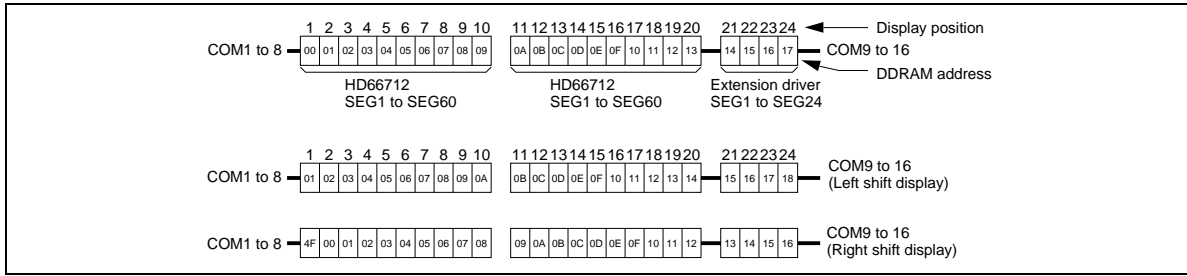 1 2 3 4 5 6 7 8 9 10 11 12 13 14 15 16 17 18 19 20 21 22 23 24 Display position
COM1 to 8 00 01 02 03 04 05 06 07 08 09 0A 0B 0C 0D 0E 0F 10 11 12 13 14 15 16 17 COM9 to 16
DDRAM address
HD66712 HD66712 Extension driver
SEG1 to SEG60 SEG1 to SEG60 SEG1 to SEG24
1 2 3 4 5 6 7 8 9 10 11 12 13 14 15 16 17 18 19 20 21 22 23 24
COM1 to 8 01 02 03 04 05 06 07 08 09 0A 0B 0C 0D 0E 0F 10 11 12 13 14 15 16 17 18 COM9 to 16
(Left shift display)
COM1 to 8 4F 00 01 02 03 04 05 06 07 08 09 0A 0B 0C 0D 0E 0F 10 11 12 13 14 15 16 COM9 to 16
(Right shift display)